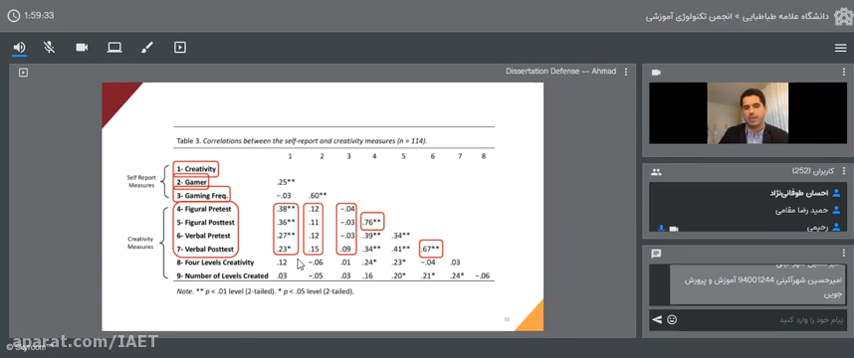 1:59:33
دانشگاه علامه طباطبایی » انجمن تکنولوژی آموزشی
Dissertation Defense -- Ahmad
Table 3. Correlations between the self-report and creativity measures (n = 114).
1 2 3 4 5 6 7 8
Self Report Measures
1- Creativity
2- Gamer .25**
3- Gaming Freq. -.03 .60**
Creativity Measures
4- Figural Pretest .38** .12 -.04
5- Figural Posttest .36** .11 -.03 .76**
6- Verbal Pretest .27** .12 -.03 .39** .34**
7- Verbal Posttest .23* .15 .09 .34** .41** .67**
8- Four Levels Creativity .12 -.06 .01 .24* .23* -.04 .03
9- Number of Levels Created .03 -.05 .03 .16 .20* .21* .24* -.06
Note. ** p < .01 level (2-tailed). * p < .05 level (2-tailed).
کاربران (252)
احسان طوفانی‌نژاد
حمید رضا مقامی
رحیمی
امیرحسین شهرآئینی 94001244 آموزش و پرورش
جوین
پیام خود را وارد کنید
aparat.com/IAET
© Skyroom